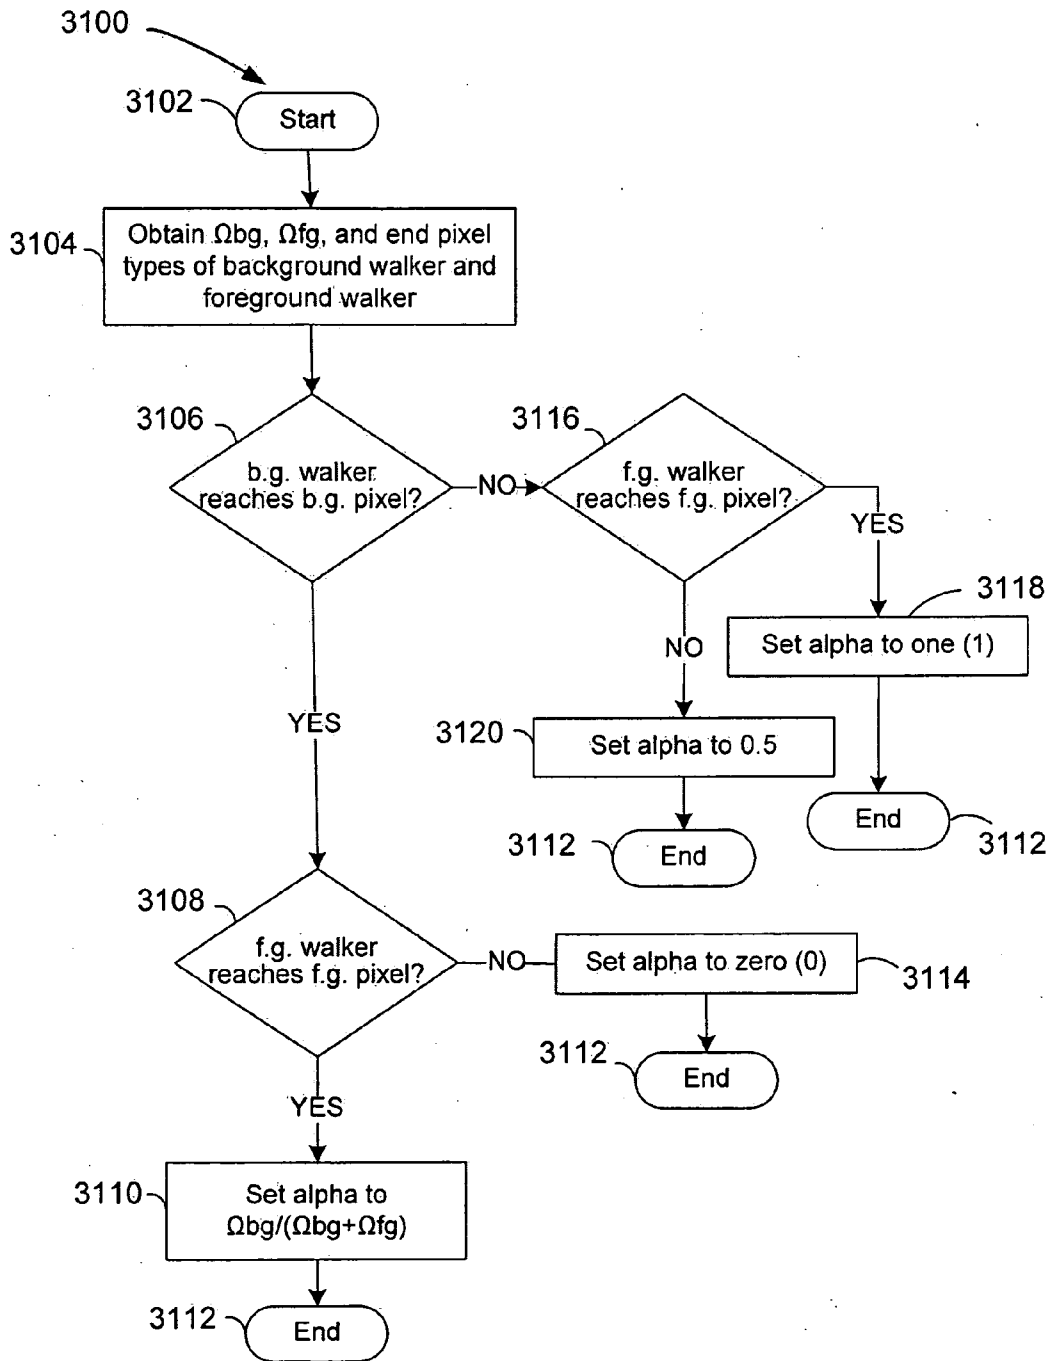 3100
3102
Start
3104
Obtain Ωbg, Ωfg, and end pixel
types of background walker and
foreground walker
3106
b.g. walker
reaches b.g. pixel?
NO
3116
f.g. walker
reaches f.g. pixel?
YES
3118
Set alpha to one (1)
NO
YES
3120
Set alpha to 0.5
End
3112
3112
End
3108
f.g. walker
reaches f.g. pixel?
NO
Set alpha to zero (0)
3114
3112
End
YES
3110
Set alpha to
Ωbg/(Ωbg+Ωfg)
3112
End